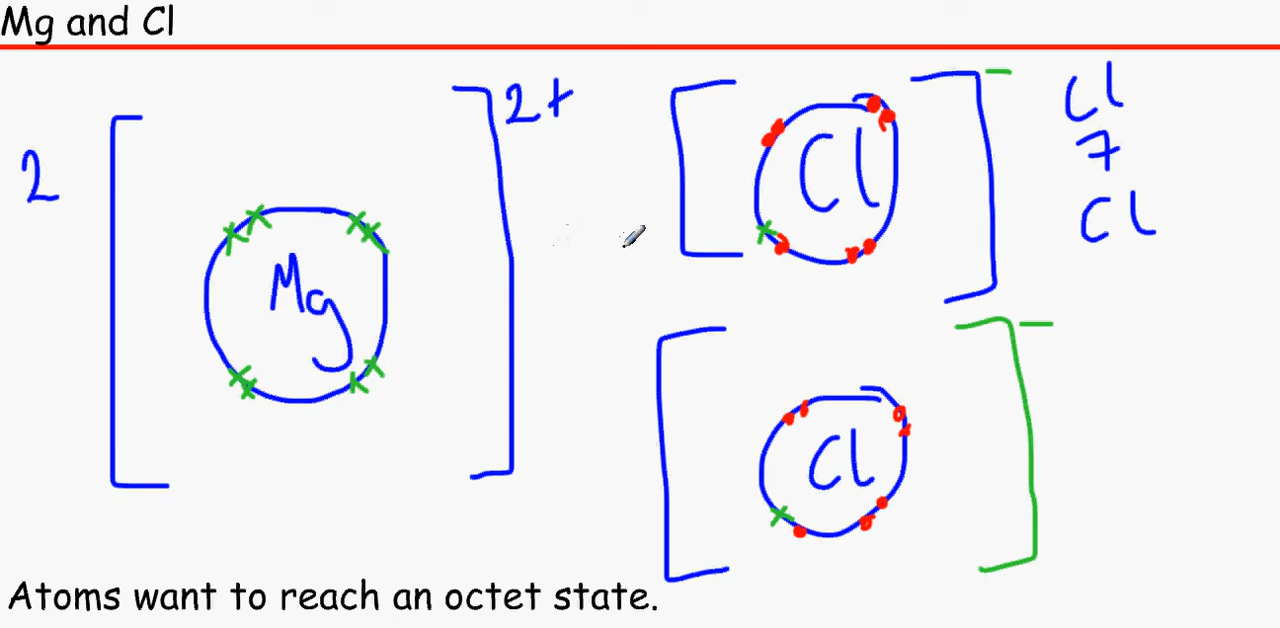 Mg and Cl
2
Mg
2+
Cl
−
Cl
7
Cl
Cl
−
Atoms want to reach an octet state.